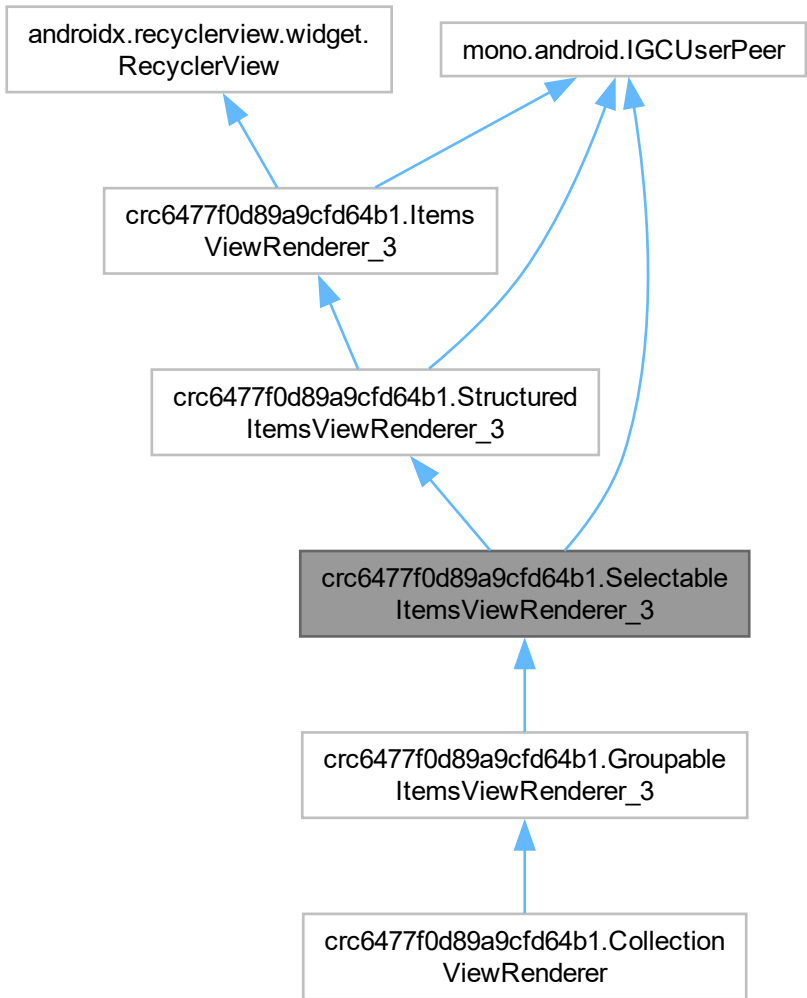 androidx.recyclerview.widget.
RecyclerView
mono.android.IGCUserPeer
crc6477f0d89a9cfd64b1.Items
ViewRenderer_3
crc6477f0d89a9cfd64b1.Structured
ItemsViewRenderer_3
crc6477f0d89a9cfd64b1.Selectable
ItemsViewRenderer_3
crc6477f0d89a9cfd64b1.Groupable
ItemsViewRenderer_3
crc6477f0d89a9cfd64b1.Collection
ViewRenderer